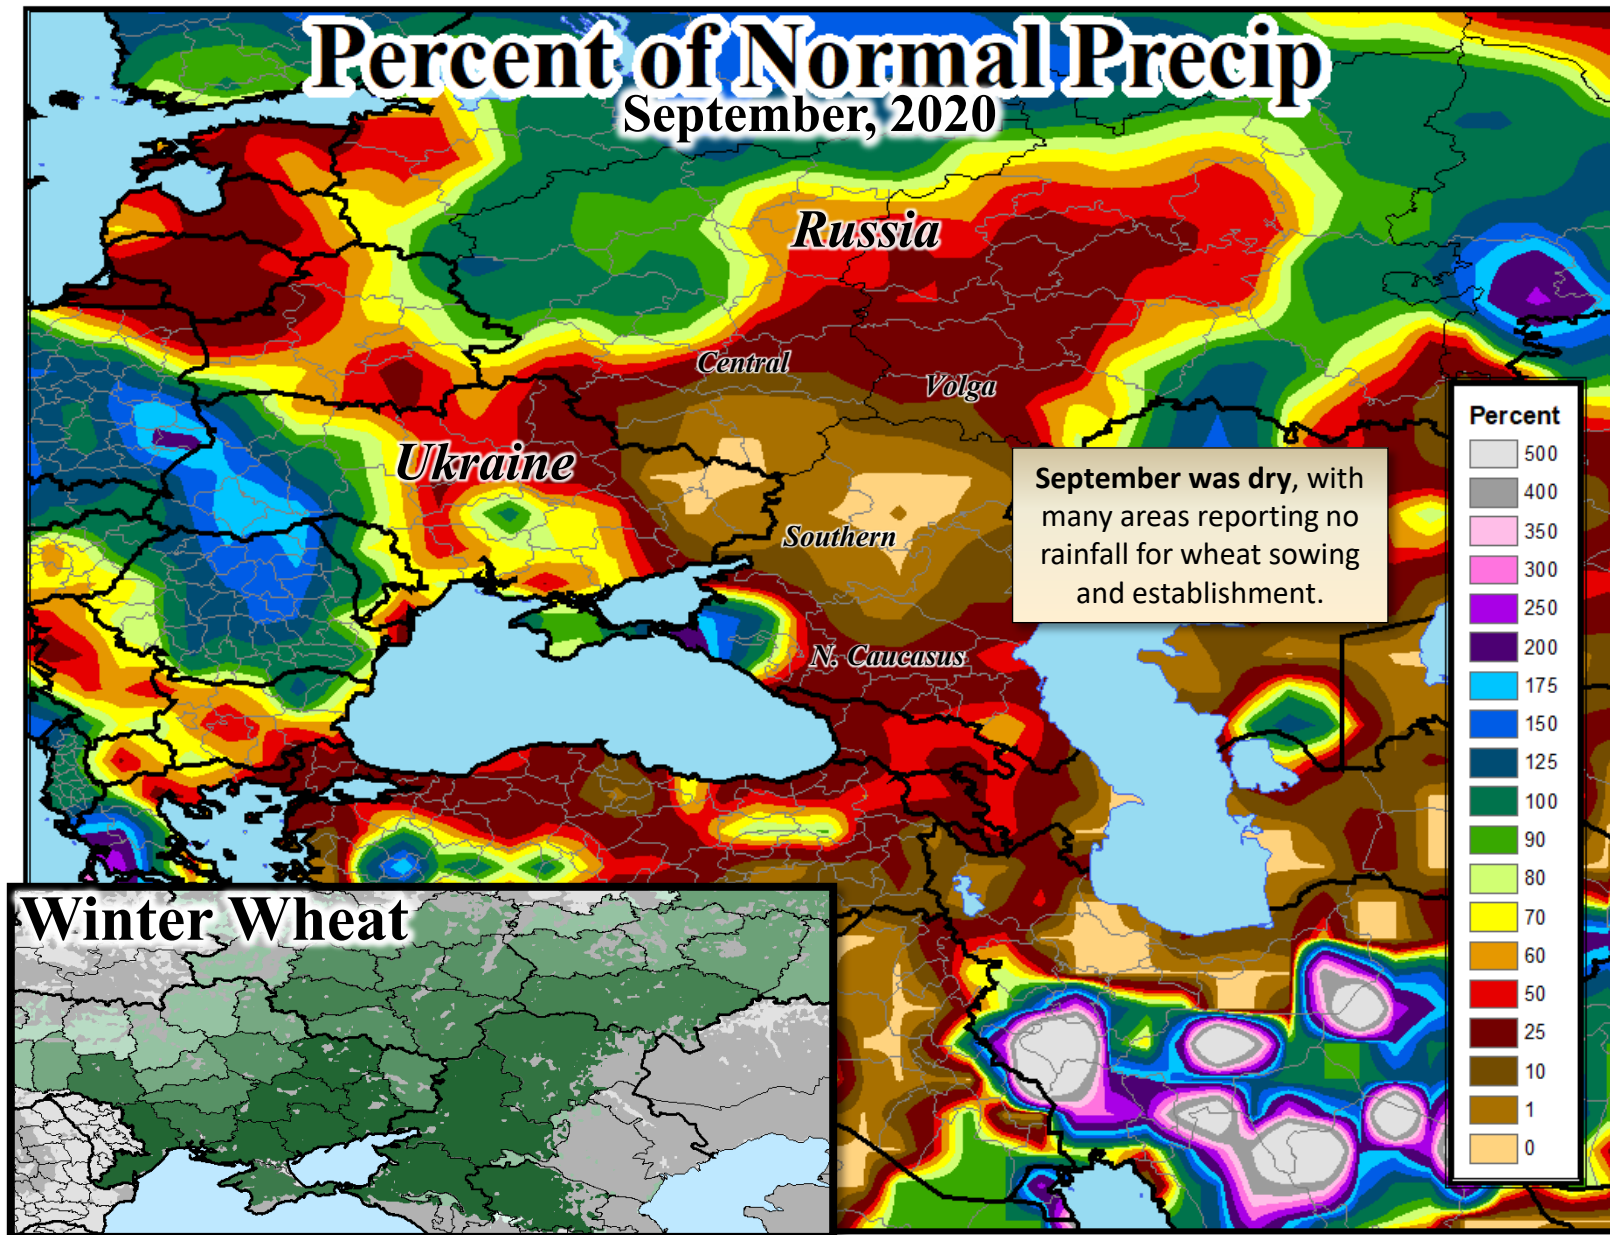 Percent of Normal Precip
September, 2020
Russia
Central
Volga
Ukraine
Southern
N. Caucasus
September was dry, with
many areas reporting no
rainfall for wheat sowing
and establishment.
Percent
500
400
350
300
250
200
175
150
125
100
90
80
70
60
50
25
10
1
0
Winter Wheat